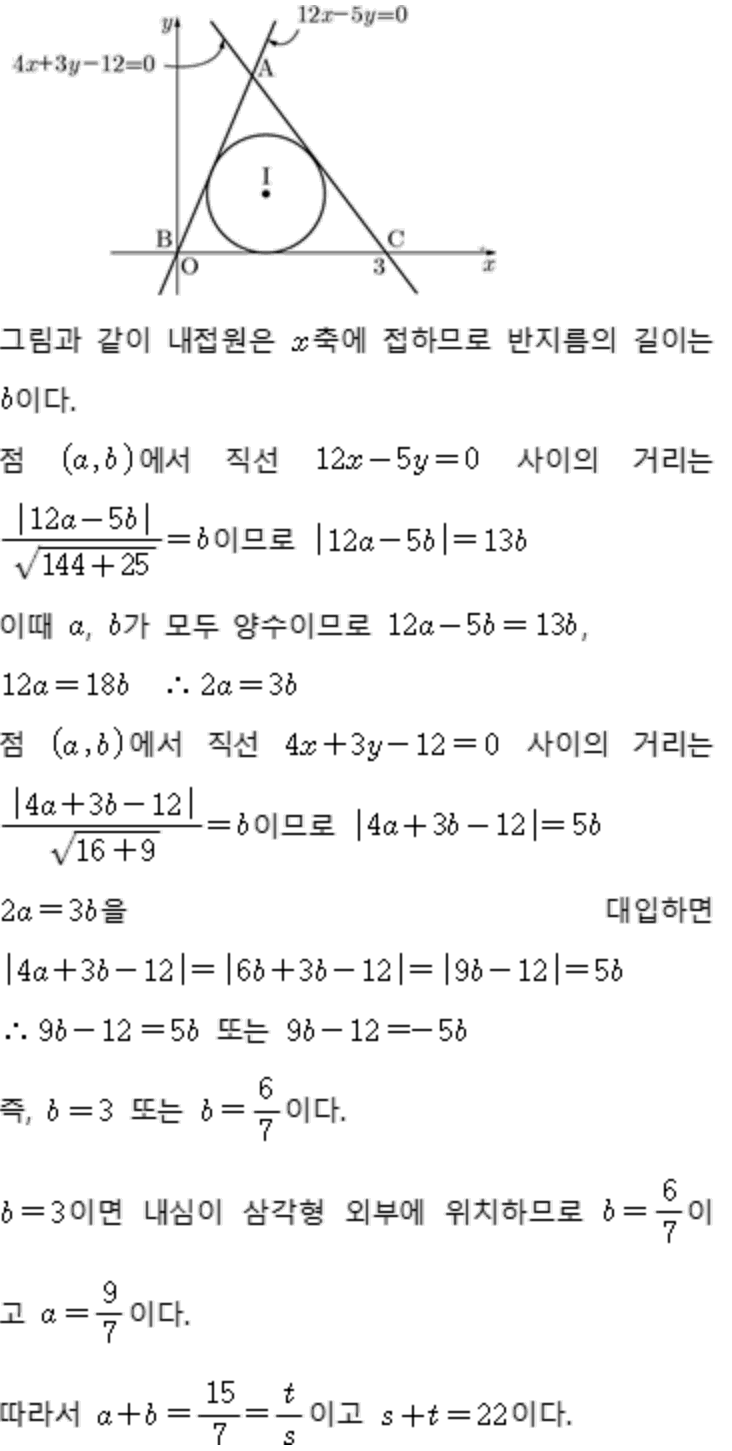 y
12x−5y=0
4x+3y−12=0
A
I
B
C
O
3
x
그림과 같이 내접원은 x축에 접하므로 반지름의 길이는
b이다.
점 (a,b)에서 직선 12x−5y=0 사이의 거리는
|12a−5b|/√(144+25)=b이므로 |12a−5b|=13b
이때 a, b가 모두 양수이므로 12a−5b=13b,
12a=18b ∴ 2a=3b
점 (a,b)에서 직선 4x+3y−12=0 사이의 거리는
|4a+3b−12|/√(16+9)=b이므로 |4a+3b−12|=5b
2a=3b을 대입하면
|4a+3b−12|=|6b+3b−12|=|9b−12|=5b
∴ 9b−12=5b 또는 9b−12=−5b
즉, b=3 또는 b=6/7이다.
b=3이면 내심이 삼각형 외부에 위치하므로 b=6/7이
고 a=9/7이다.
따라서 a+b=15/7=t/s이고 s+t=22이다.